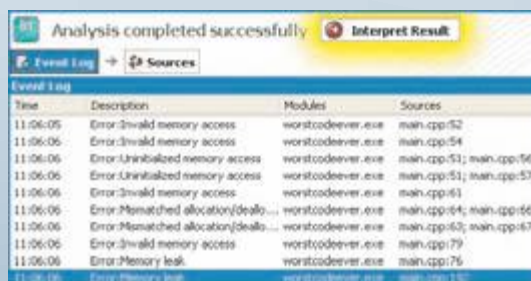 Analysis completed successfully Interpret Result
Event Log Sources
Event Log
Time Description Modules Sources
11:06:05 Error:Invalid memory access worstcodeever.exe main.cpp:52
11:06:06 Error:Invalid memory access worstcodeever.exe main.cpp:54
11:06:06 Error:Uninitialized memory access worstcodeever.exe main.cpp:51; main.cpp:56
11:06:06 Error:Uninitialized memory access worstcodeever.exe main.cpp:51; main.cpp:57
11:06:06 Error:Invalid memory access worstcodeever.exe main.cpp:61
11:06:06 Error:Mismatched allocation/deallo... worstcodeever.exe main.cpp:64; main.cpp:66
11:06:06 Error:Mismatched allocation/deallo... worstcodeever.exe main.cpp:63; main.cpp:67
11:06:06 Error:Invalid memory access worstcodeever.exe main.cpp:79
11:06:06 Error:Memory leak worstcodeever.exe main.cpp:76
11:06:06 Error:Memory leak worstcodeever.exe